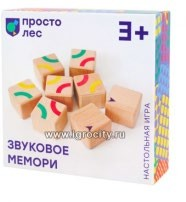 просто
лес
3+
www.igrocity.ru
ЗВУКОВОЕ
МЕМОРИ
НАСТОЛЬНАЯ ИГРА